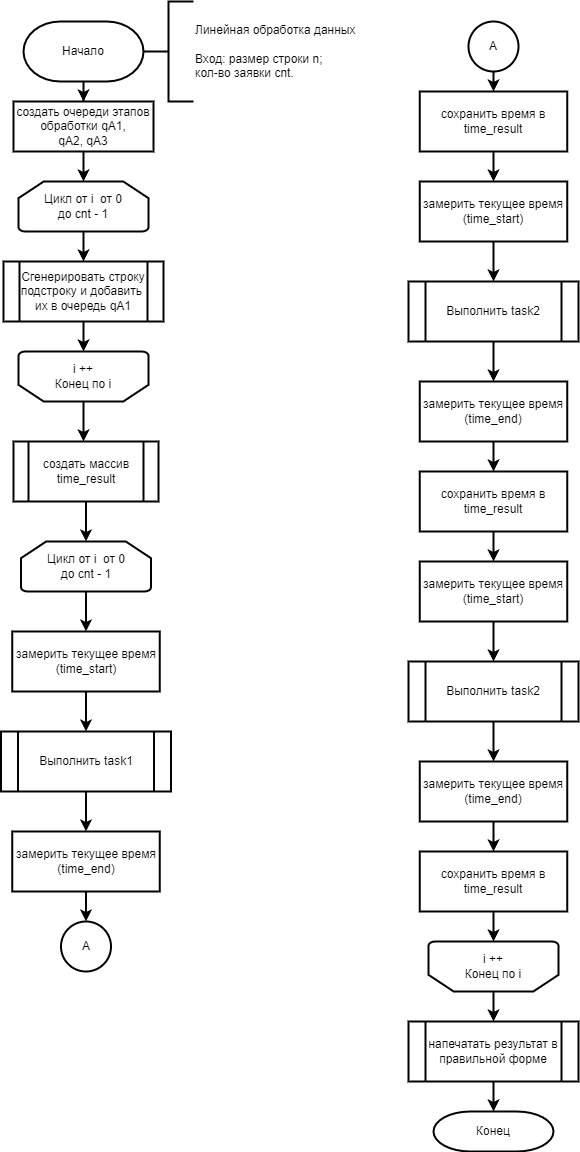 Начало
Линейная обработка данных
Вход: размер строки n;
кол-во заявки cnt.
создать очереди этапов
обработки qA1,
qA2, qA3
Цикл от i от 0
до cnt - 1
Сгенерировать строку
подстроку и добавить
их в очередь qA1
i ++
Конец по i
создать массив
time_result
Цикл от i от 0
до cnt - 1
замерить текущее время
(time_start)
Выполнить task1
замерить текущее время
(time_end)
A
A
сохранить время в
time_result
замерить текущее время
(time_start)
Выполнить task2
замерить текущее время
(time_end)
сохранить время в
time_result
замерить текущее время
(time_start)
Выполнить task2
замерить текущее время
(time_end)
сохранить время в
time_result
i ++
Конец по i
напечатать результат в
правильной форме
Конец